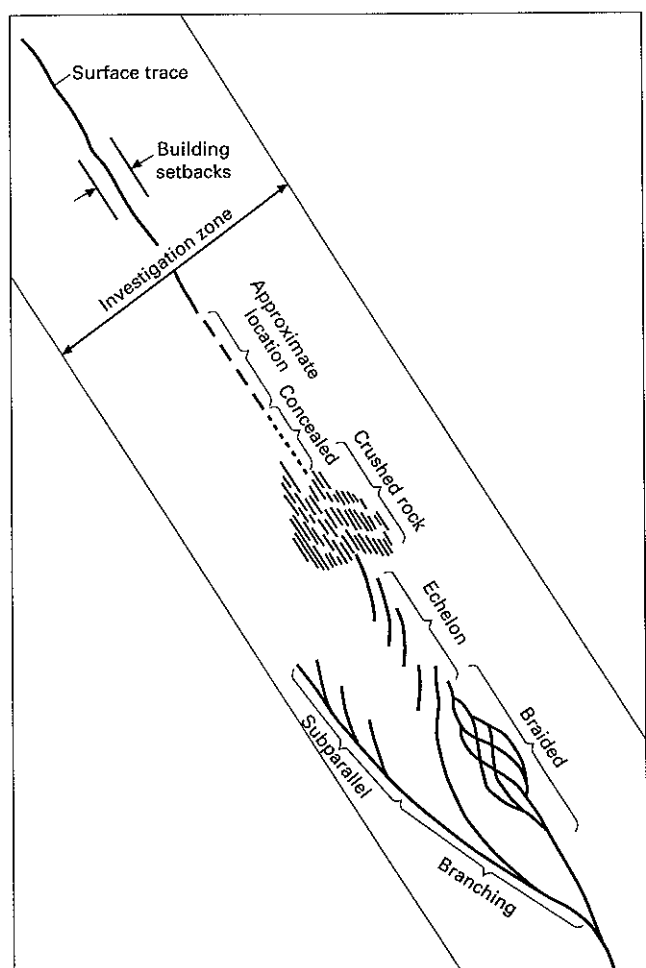 Surface trace
Building
setbacks
Investigation zone
Approximate
location
Concealed
Crushed rock
Echelon
Braided
Subparallel
Branching